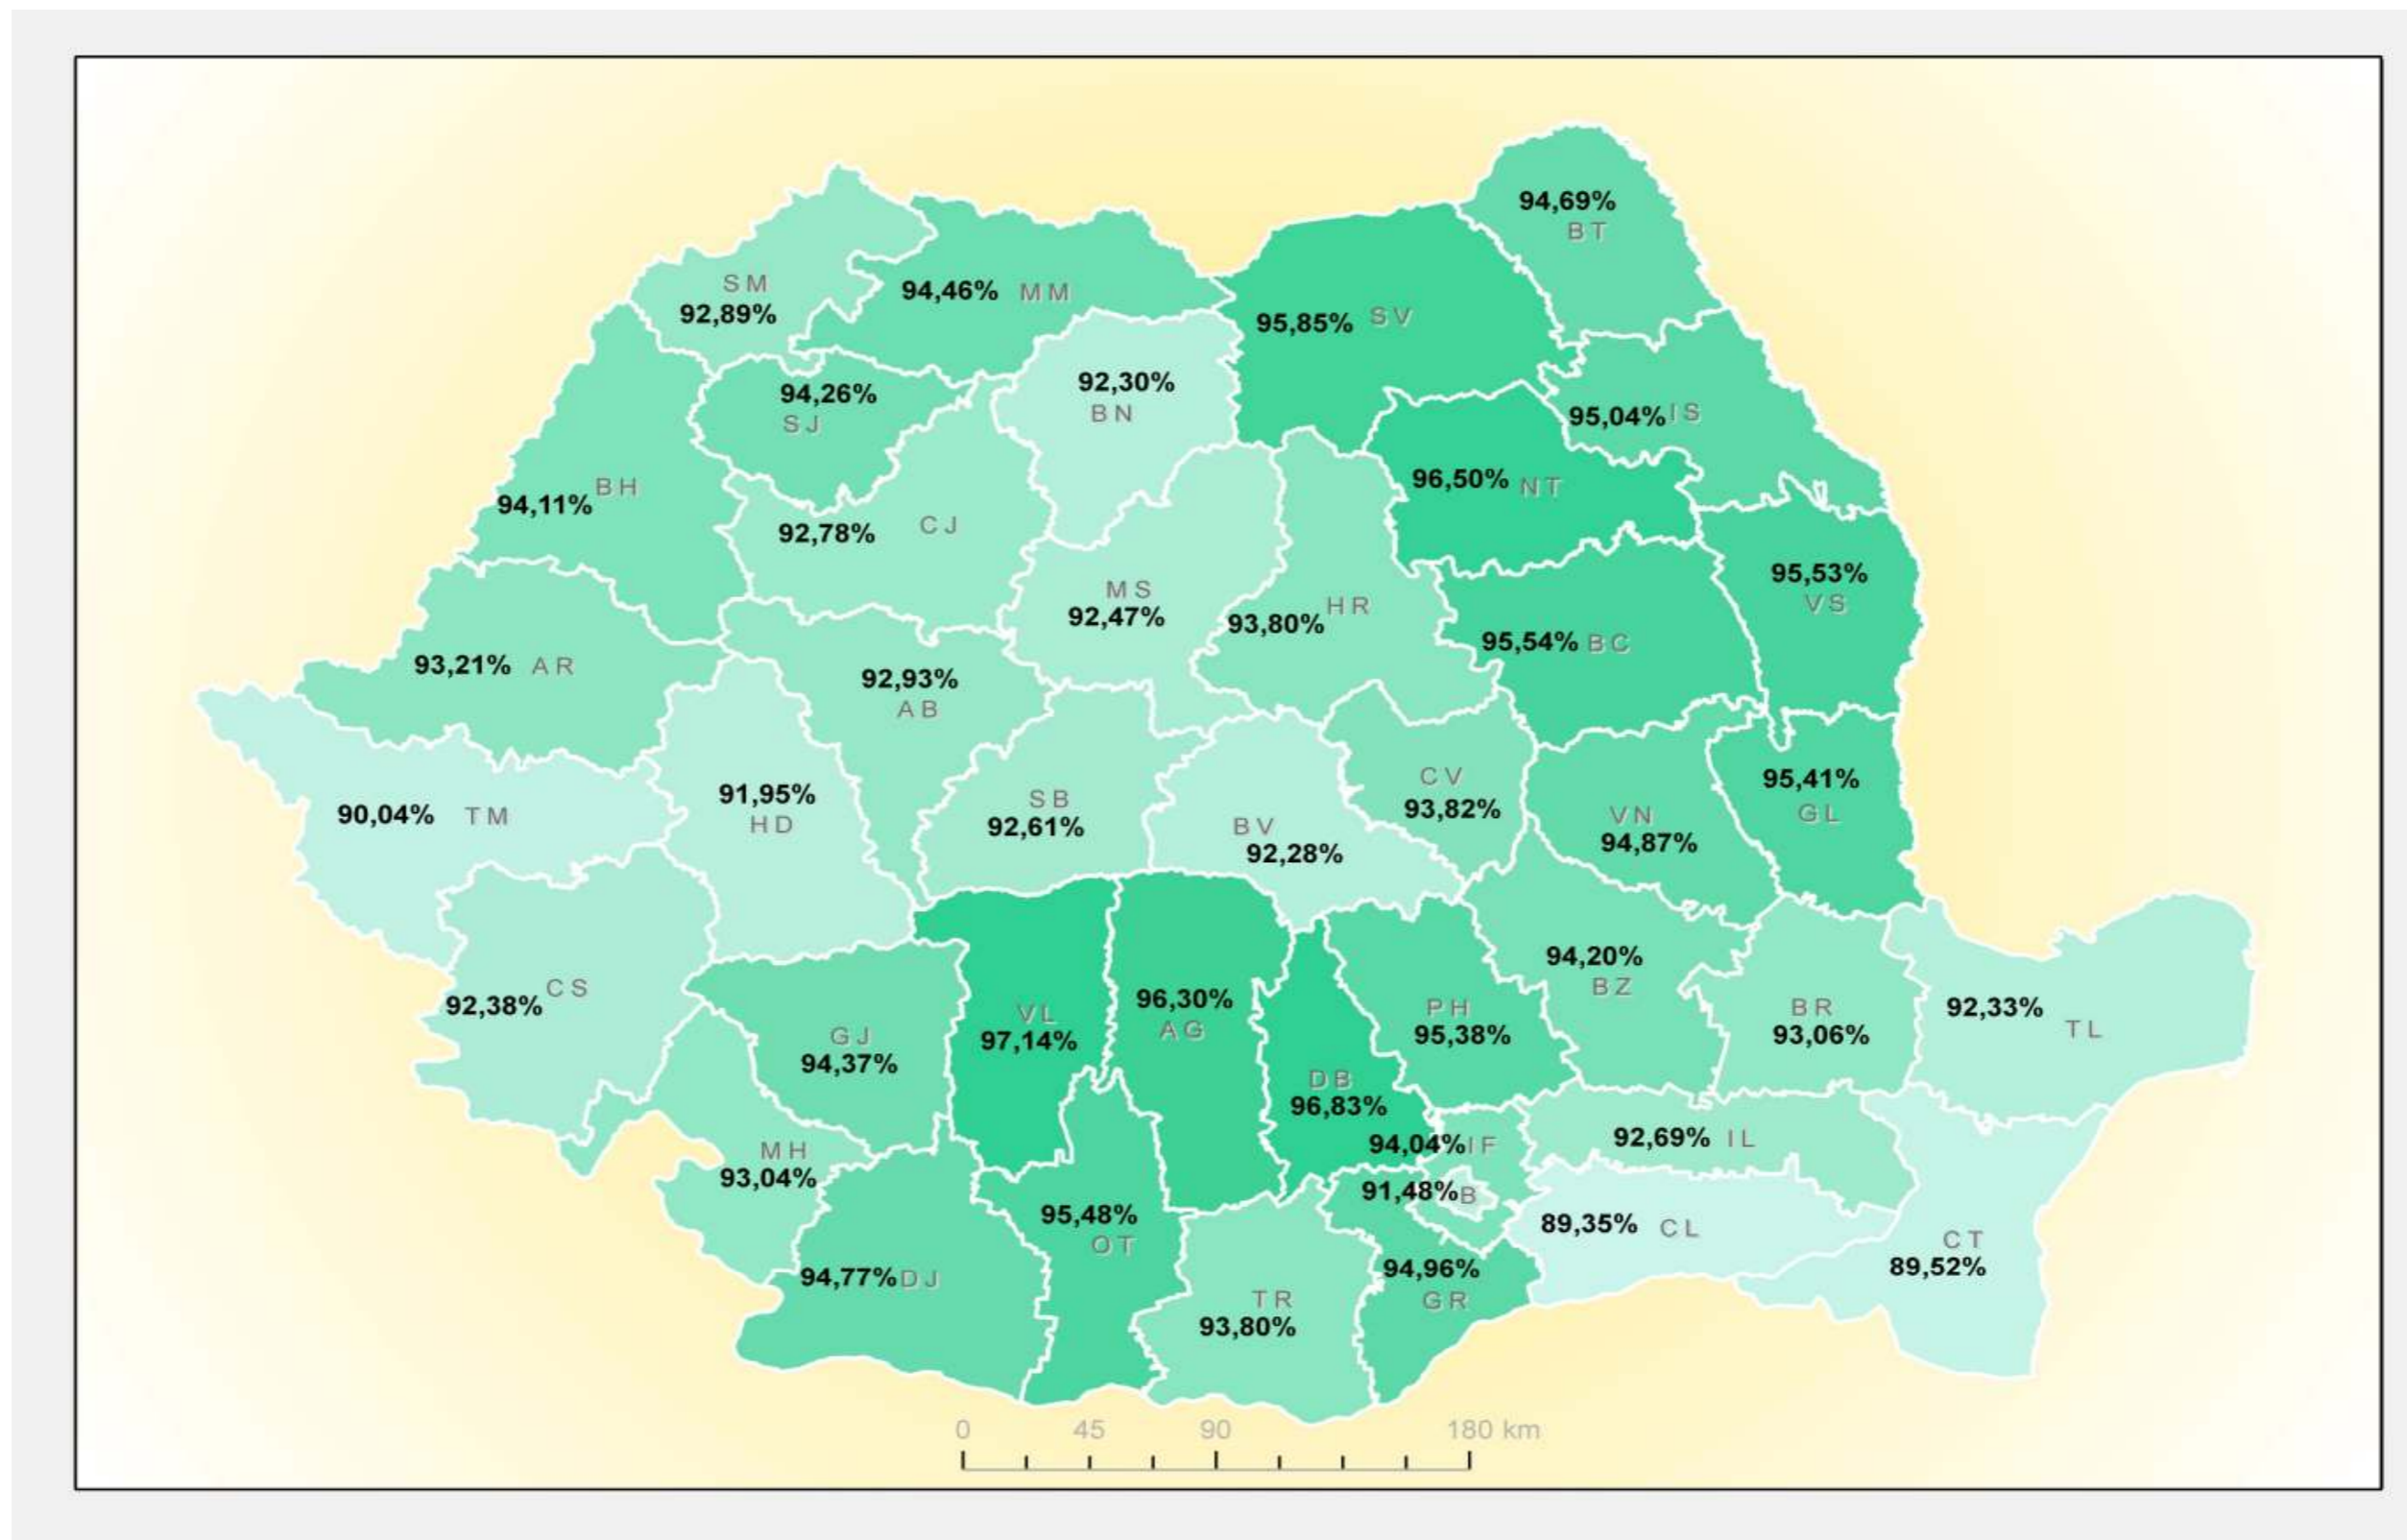 94,69%
BT
SM
92,89%
94,46% MM
95,85% SV
94,26%
SJ
92,30%
BN
95,04% IS
BH
94,11%
96,50% NT
92,78% CJ
95,53%
VS
MS
92,47%
HR
93,80%
95,54% BC
93,21% AR
92,93%
AB
90,04% TM
91,95%
HD
SB
92,61%
BV
92,28%
CV
93,82%
VN
94,87%
95,41%
GL
CS
92,38%
94,20%
BZ
VL
97,14%
96,30%
AG
PH
95,38%
BR
93,06%
92,33%
TL
GJ
94,37%
DB
96,83%
94,04% IF
92,69% IL
MH
93,04%
91,48% B
95,48%
OT
89,35% CL
CT
89,52%
94,77% DJ
94,96%
GR
TR
93,80%
0 45 90 180 km